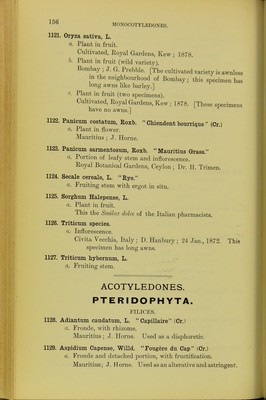 156
MONOCOTYLEDONES.
1121. Oryza sativa, L.
a. Plant in fruit.
Cultivated, Royal Gardens, Kew ; 1878.
b. Plant in fruit (wild variety).
Bombay ; J. G. Prebble. [The cultivated variety is awnless
in the neighbourhood of Bombay ; this specimen has
long awns like barley.]
c. Plant in fruit (two specimens).
Cultivated, Royal Gardens, Kew ; 1878. [These specimens
have no awns.]
1122. Panicum costatum, Roxb. “Chiendent bourrique” (Cr.)
a. Plant in flower.
Mauritius ; J. Horne.
1123. Panicum sarmentosum, Roxb. “Mauritius Grass.”
a. Portion of leafy stem and inflorescence.
Royal Botanical Gardens, Ceylon ; Dr. H. Trimen.
1124. Secale cereale, L. “Rye.”
a. Fruiting stem with ergot in situ.
1125. Sorghum Halepense, L.
a. Plant in fruit.
This the Smilax dolce of the Italian pharmacists.
1126. Triticum species.
a. Inflorescence.
Civita Vecchia, Italy ; D. Hanbury ; 24 Jan., 1872. This
specimen has long awns.
1127. Triticum hybernum, L.
a. Fruiting stem.
ACOTYLEDONES.
PTERIDOPHYTA.
FILICES.
1128. Adiantum caudatum, L. “Capillaire” (Cr.)
a. Fronde, with rhizome.
Mauritius ; J. Horne. Used as a diaphoretic.
1129. Aspidium Capense, Willd. “Fougère du Cap” (Cr.)
a. Fronde and detached portion, with fructification.
Mauritius ; J. Horne. Used as an alterative and astringent.